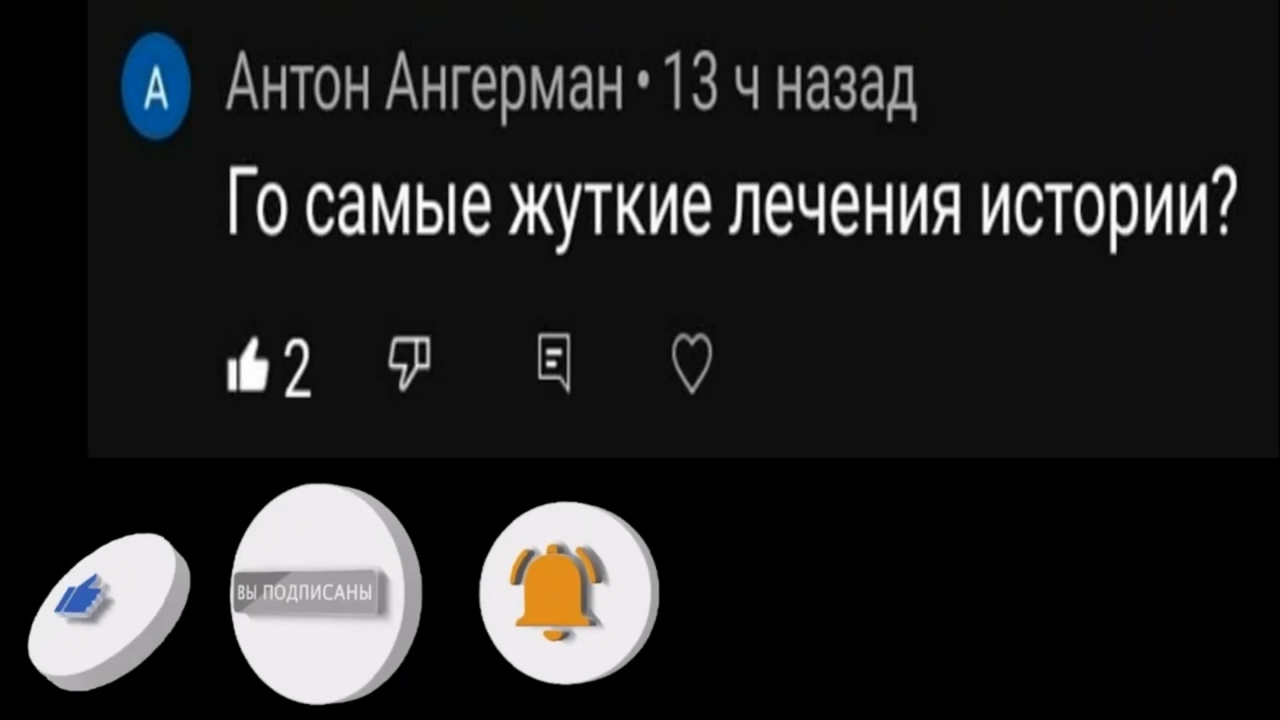 А
Антон Ангерман • 13 ч назад
Го самые жуткие лечения истории?
2
ВЫ ПОДПИСАНЫ